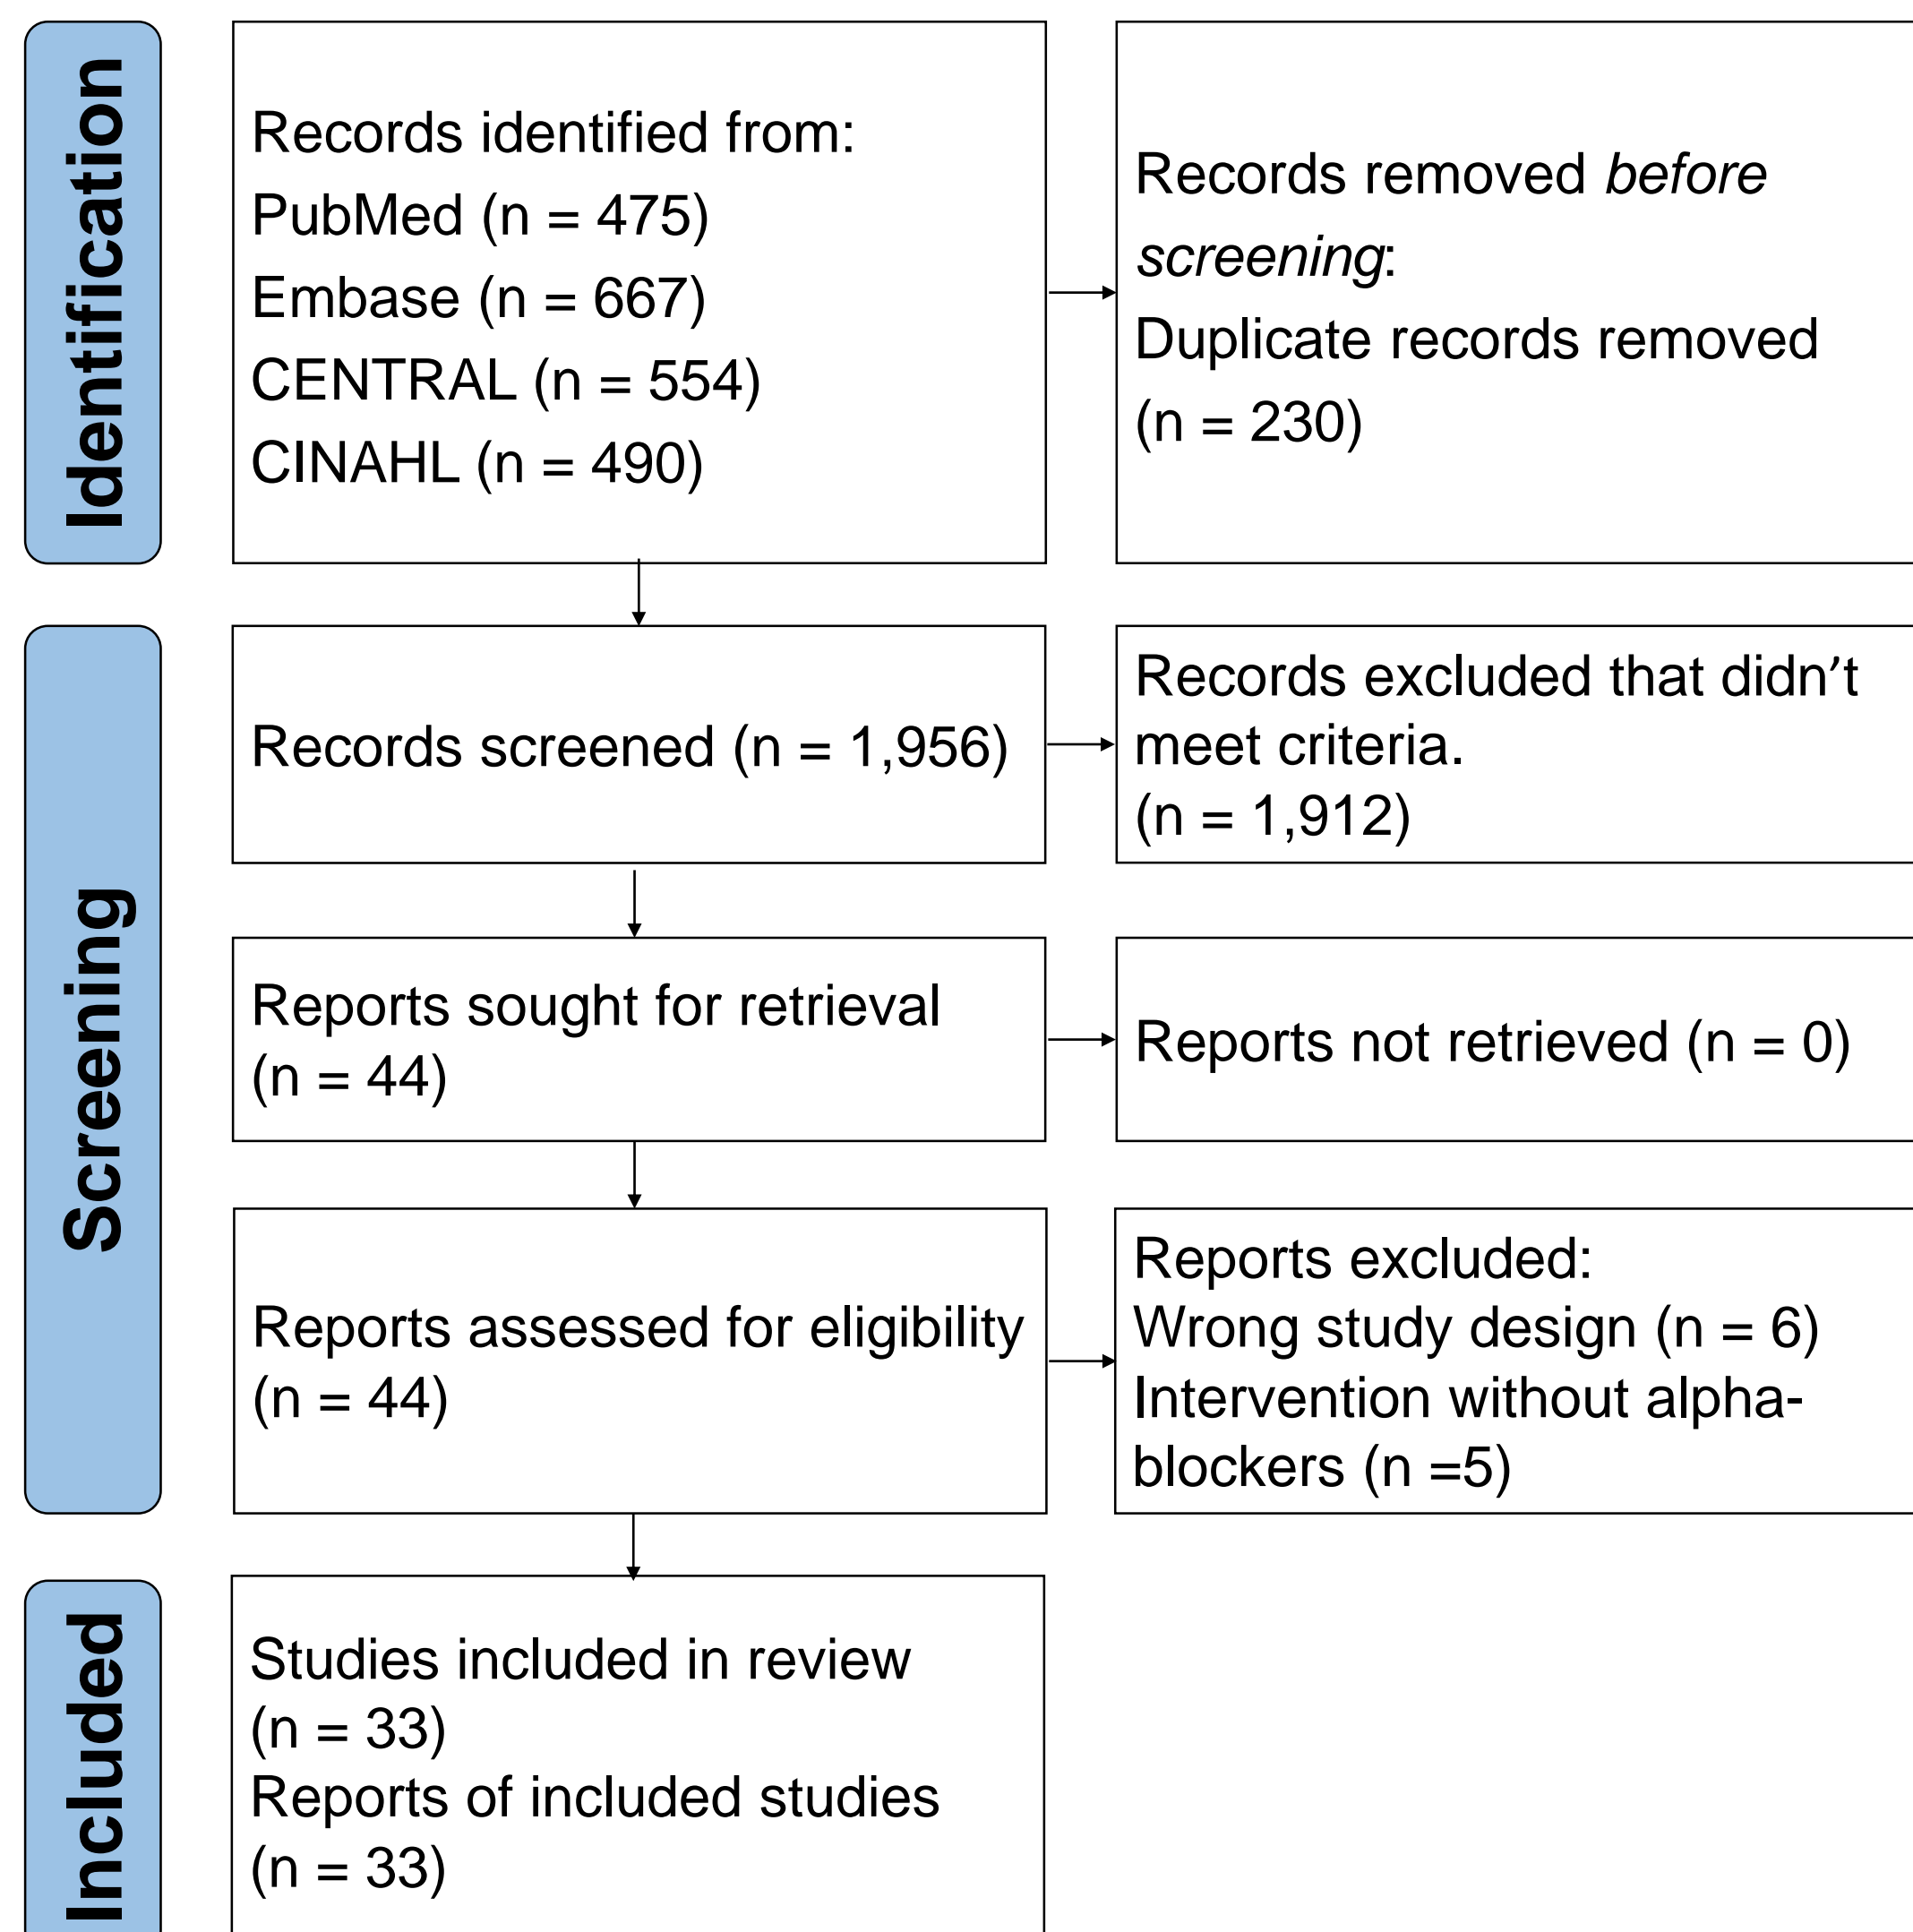 Identification
Records identified from:
PubMed (n = 475)
Embase (n = 667)
CENTRAL (n = 554)
CINAHL (n = 490)
Records removed before
screening:
Duplicate records removed
(n = 230)
Screening
Records screened (n = 1,956)
Records excluded that didn’t
meet criteria.
(n = 1,912)
Reports sought for retrieval
(n = 44)
Reports not retrieved (n = 0)
Reports assessed for eligibility
(n = 44)
Reports excluded:
Wrong study design (n = 6)
Intervention without alpha-
blockers (n =5)
Included
Studies included in review
(n = 33)
Reports of included studies
(n = 33)